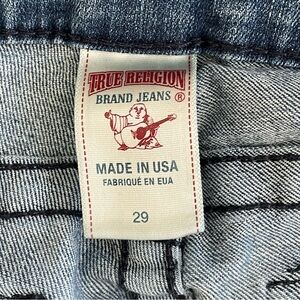 TRUE RELIGION
BRAND JEANS ®
MADE IN USA
FABRIQUÉ EN EUA
29